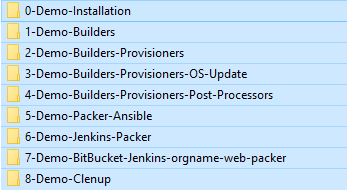 0-Demo-Installation
1-Demo-Builders
2-Demo-Builders-Provisioners
3-Demo-Builders-Provisioners-OS-Update
4-Demo-Builders-Provisioners-Post-Processors
5-Demo-Packer-Ansible
6-Demo-Jenkins-Packer
7-Demo-BitBucket-Jenkins-orgname-web-packer
8-Demo-Clenup